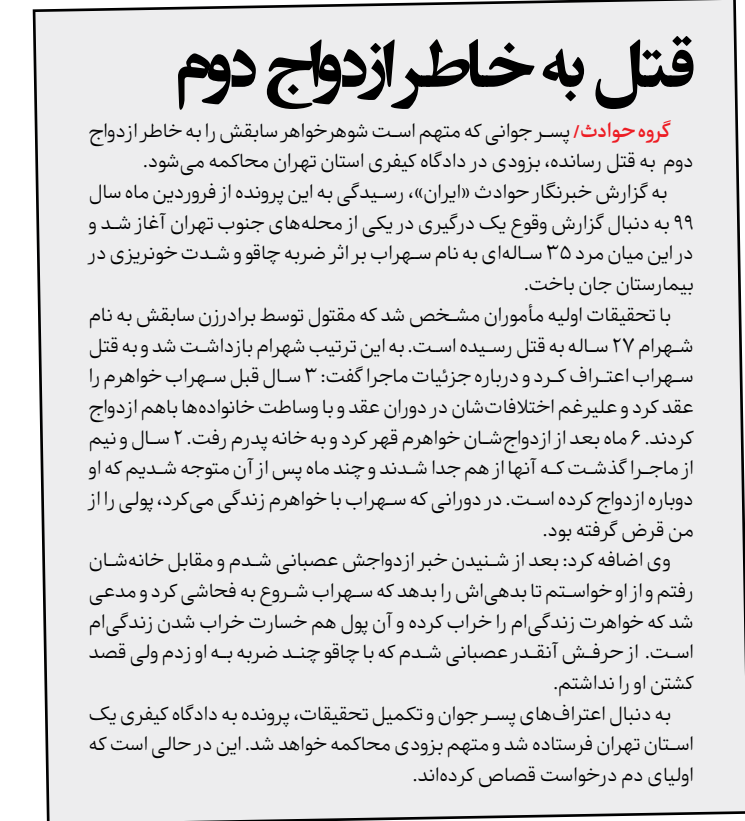 قتل به خاطر ازدواج دوم
گروه حوادث/ پسر جوانی که متهم است شوهرخواهر سابقش را به خاطر ازدواج
دوم به قتل رسانده، بزودی در دادگاه کیفری استان تهران محاکمه می‌شود.
به گزارش خبرنگار حوادث «ایران»، رسیدگی به این پرونده از فروردین ماه سال
۹۹ به دنبال گزارش وقوع یک درگیری در یکی از محله‌های جنوب تهران آغاز شد و
در این میان مرد ۳۵ ساله‌ای به نام سهراب بر اثر ضربه چاقو و شدت خونریزی در
بیمارستان جان باخت.
با تحقیقات اولیه مأموران مشخص شد که مقتول توسط برادرزن سابقش به نام
شهرام ۲۷ ساله به قتل رسیده است. به این ترتیب شهرام بازداشت شد و به قتل
سهراب اعتراف کرد و درباره جزئیات ماجرا گفت: ۳ سال قبل سهراب خواهرم را
عقد کرد و علیرغم اختلافات‌شان در دوران عقد و با وساطت خانواده‌ها باهم ازدواج
کردند. ۶ ماه بعد از ازدواج‌شان خواهرم قهر کرد و به خانه پدرم رفت. ۲ سال و نیم
از ماجرا گذشت که آنها از هم جدا شدند و چند ماه پس از آن متوجه شدیم که او
دوباره ازدواج کرده است. در دورانی که سهراب با خواهرم زندگی می‌کرد، پولی را از
من قرض گرفته بود.
وی اضافه کرد: بعد از شنیدن خبر ازدواجش عصبانی شدم و مقابل خانه‌شان
رفتم و از او خواستم تا بدهی‌اش را بدهد که سهراب شروع به فحاشی کرد و مدعی
شد که خواهرت زندگی‌ام را خراب کرده و آن پول هم خسارت خراب شدن زندگی‌ام
است. از حرفش آنقدر عصبانی شدم که با چاقو چند ضربه به او زدم ولی قصد
کشتن او را نداشتم.
به دنبال اعتراف‌های پسر جوان و تکمیل تحقیقات، پرونده به دادگاه کیفری یک
استان تهران فرستاده شد و متهم بزودی محاکمه خواهد شد. این در حالی است که
اولیای دم درخواست قصاص کرده‌اند.